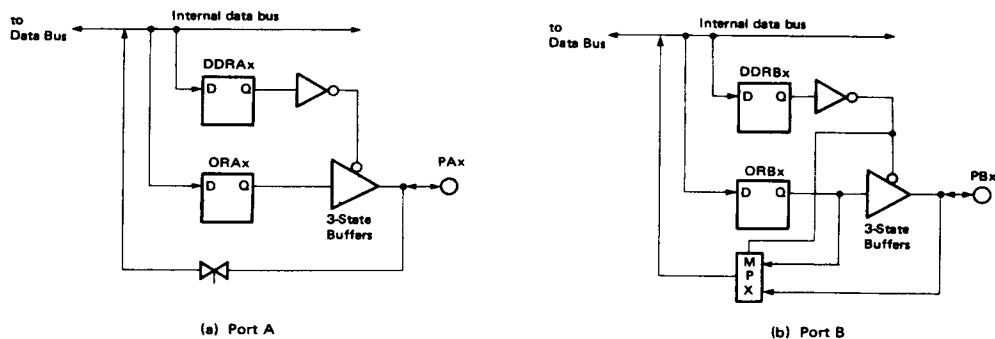 to
Data Bus
Internal data bus
DDRAx
D Q
ORAx
D Q
3-State
Buffers
PAx
(a) Port A
to
Data Bus
Internal data bus
DDRBx
D Q
ORBx
D Q
3-State
Buffers
PBx
M
P
X
(b) Port B